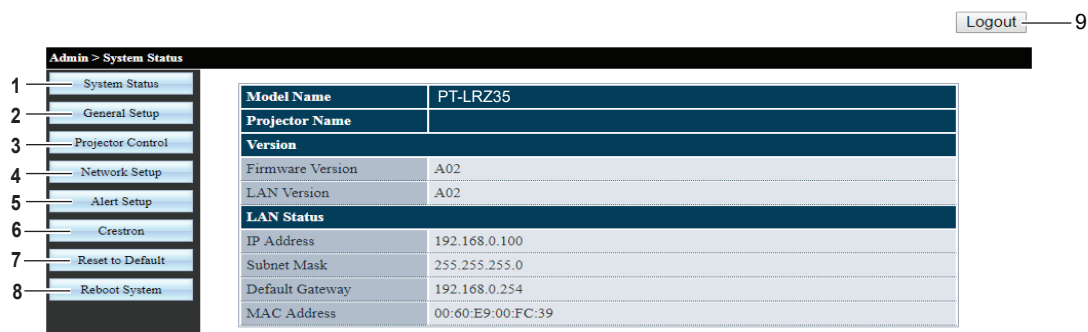 Logout 9
Admin > System Status
1 System Status
2 General Setup
3 Projector Control
4 Network Setup
5 Alert Setup
6 Crestron
7 Reset to Default
8 Reboot System
Model Name PT-LRZ35
Projector Name
Version
Firmware Version A02
LAN Version A02
LAN Status
IP Address 192.168.0.100
Subnet Mask 255.255.255.0
Default Gateway 192.168.0.254
MAC Address 00:60:E9:00:FC:39